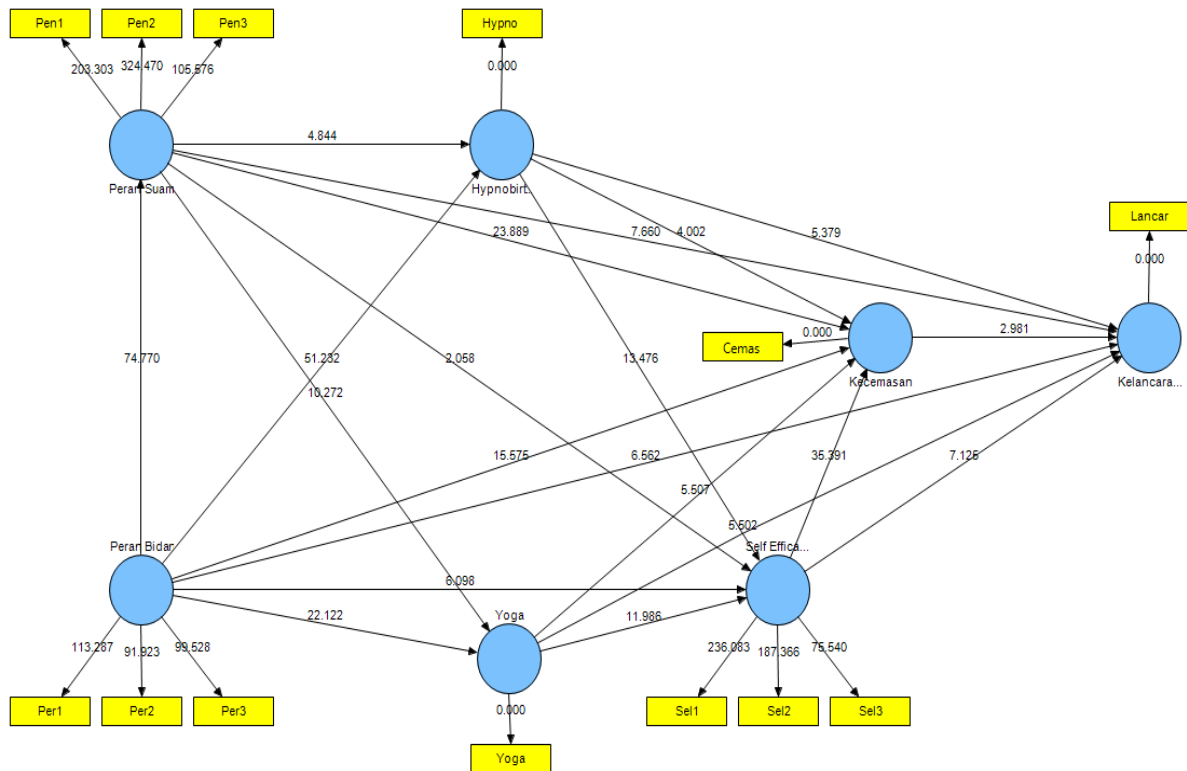 Pen1 Pen2 Pen3 Hypno
203.303 324.470 105.576 0.000
4.844
Peran Suam Hypnobirt...
Lancar
23.889 7.660 4.002 5.379
0.000
Cemas 0.000 2.981
74.770 51.232 2.058 13.476
Kecemasan Kelancara...
10.272
15.575 6.562 35.391 7.125
5.507
5.502
Peran Bidan Self Effica...
6.098
22.122 Yoga 11.986
113.287 91.923 99.528 236.083 187.366 75.540
Per1 Per2 Per3 0.000 Sel1 Sel2 Sel3
Yoga